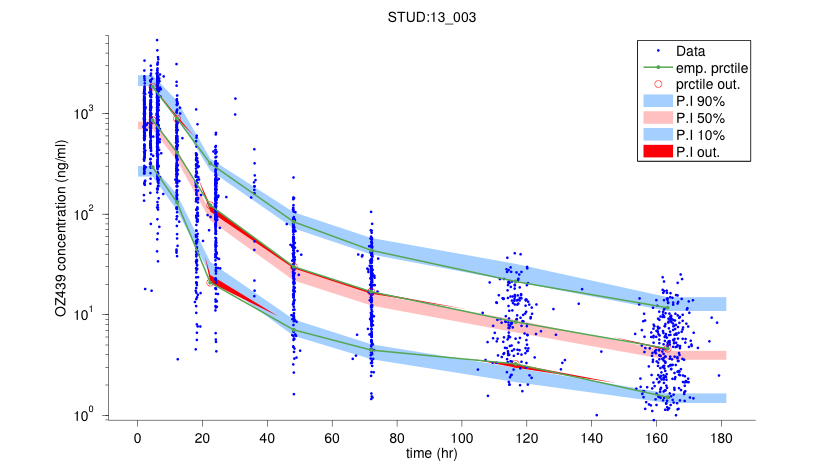 STUD:13_003
Data
emp. prctile
prctile out.
P.I 90%
P.I 50%
P.I 10%
P.I out.
OZ439 concentration (ng/ml)
10^3
10^2
10^1
10^0
0 20 40 60 80 100 120 140 160 180
time (hr)